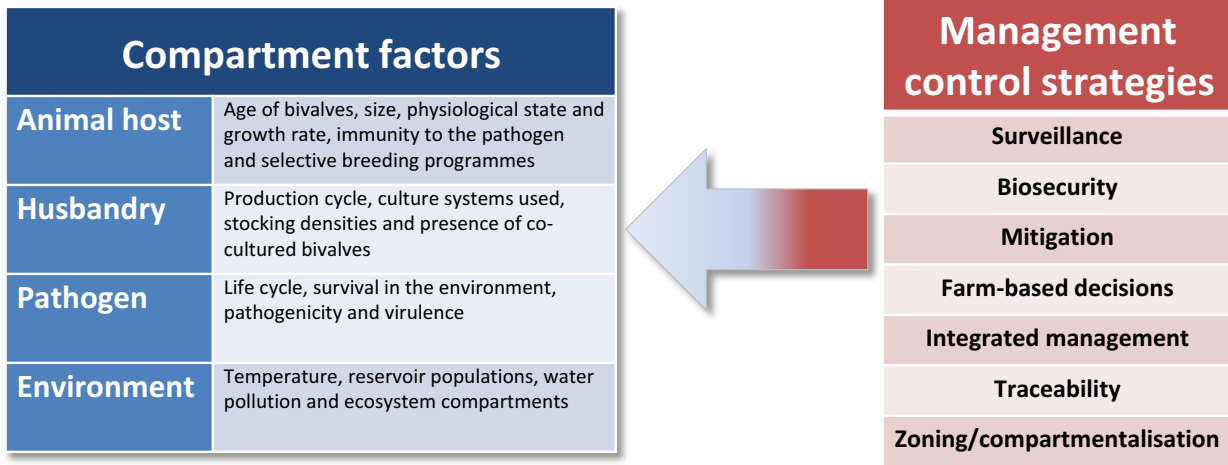 Compartment factors
Animal host
Age of bivalves, size, physiological state and
growth rate, immunity to the pathogen
and selective breeding programmes
Husbandry
Production cycle, culture systems used,
stocking densities and presence of co-
cultured bivalves
Pathogen
Life cycle, survival in the environment,
pathogenicity and virulence
Environment
Temperature, reservoir populations, water
pollution and ecosystem compartments
Management
control strategies
Surveillance
Biosecurity
Mitigation
Farm-based decisions
Integrated management
Traceability
Zoning/compartmentalisation